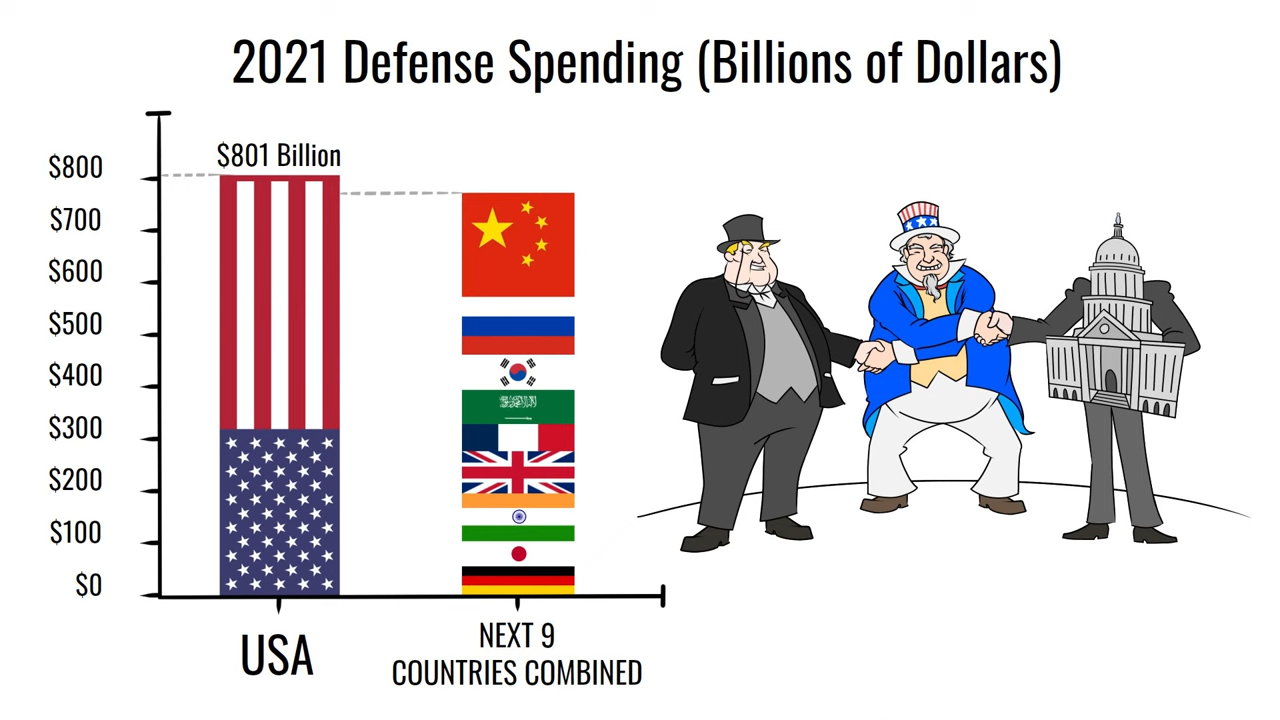 2021 Defense Spending (Billions of Dollars)
$801 Billion
$800
$700
$600
$500
$400
$300
$200
$100
$0
USA
NEXT 9
COUNTRIES COMBINED